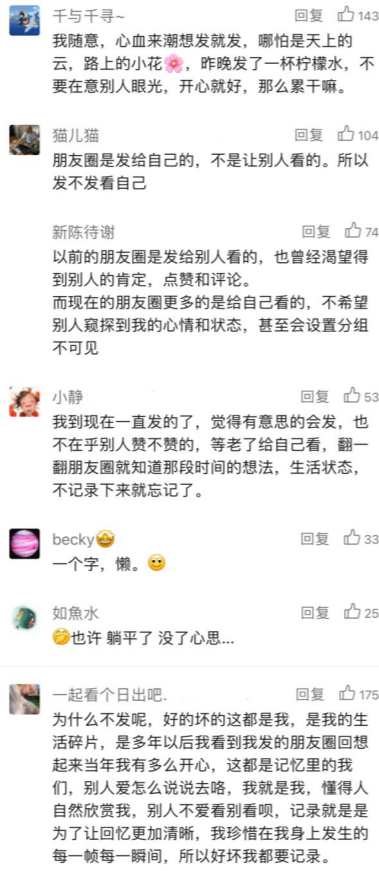 千与千寻~ 回复 143
我随意，心血来潮想发就发，哪怕是天上的
云，路上的小花🌸，昨晚发了一杯柠檬水，不
要在意别人眼光，开心就好，那么累干嘛。
猫儿猫 回复 104
朋友圈是发给自己的，不是让别人看的。所以
发不发看自己
新陈待谢 回复 74
以前的朋友圈是发给别人看的，也曾经渴望得
到别人的肯定，点赞和评论。
而现在的朋友圈更多的是给自己看的，不希望
别人窥探到我的心情和状态，甚至会设置分组
不可见
小静 回复 53
我到现在一直发的了，觉得有意思的会发，也
不在乎别人赞不赞的，等老了给自己看，翻一
翻朋友圈就知道那段时间的想法，生活状态，
不记录下来就忘记了。
becky🤩 回复 33
一个字，懒。🙂
如魚水 回复 25
🤭也许 躺平了 没了心思...
一起看个日出吧. 回复 175
为什么不发呢，好的坏的这都是我，是我的生
活碎片，是多年以后我看到我发的朋友圈回想
起来当年我有多么开心，这都是记忆里的我
们，别人爱怎么说说去咯，我就是我，懂得人
自然欣赏我，别人不爱看别看呗，记录就是是
为了让回忆更加清晰，我珍惜在我身上发生的
每一帧每一瞬间，所以好坏我都要记录。